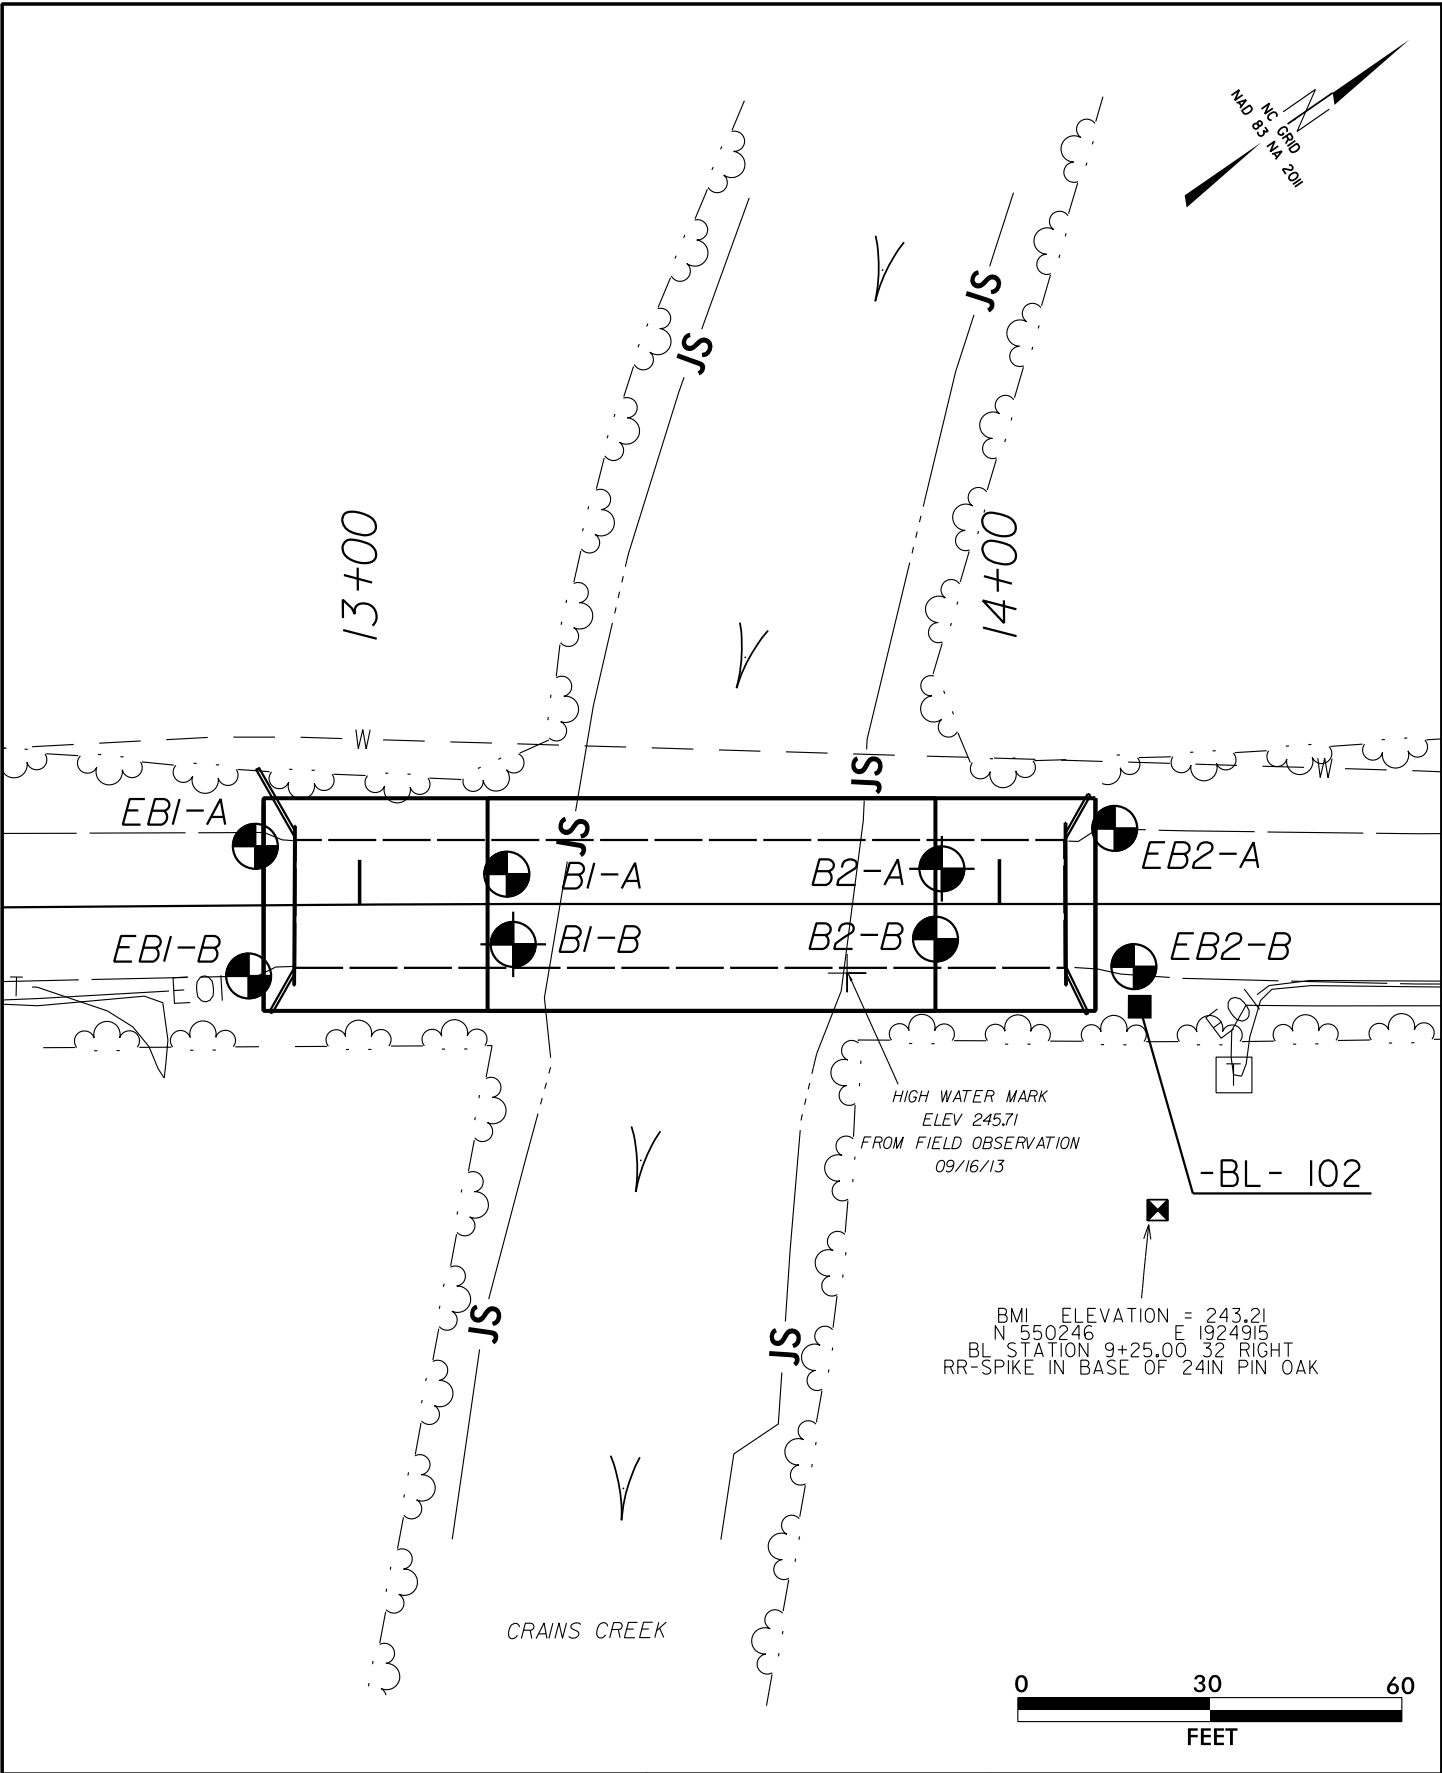 NC GRID
NAD 83 NA 2011
JS
JS
13+00
14+00
W
W
JS
JS
EB1-A
B1-A
B2-A
EB2-A
EB1-B
B1-B
B2-B
EB2-B
T
EOI
EO
T
HIGH WATER MARK
ELEV 245.71
FROM FIELD OBSERVATION
09/16/13
-BL- 102
JS
JS
BM1 ELEVATION = 243.21
N 550246 E 1924915
BL STATION 9+25.00 32 RIGHT
RR-SPIKE IN BASE OF 24IN PIN OAK
CRAINS CREEK
0 30 60
FEET